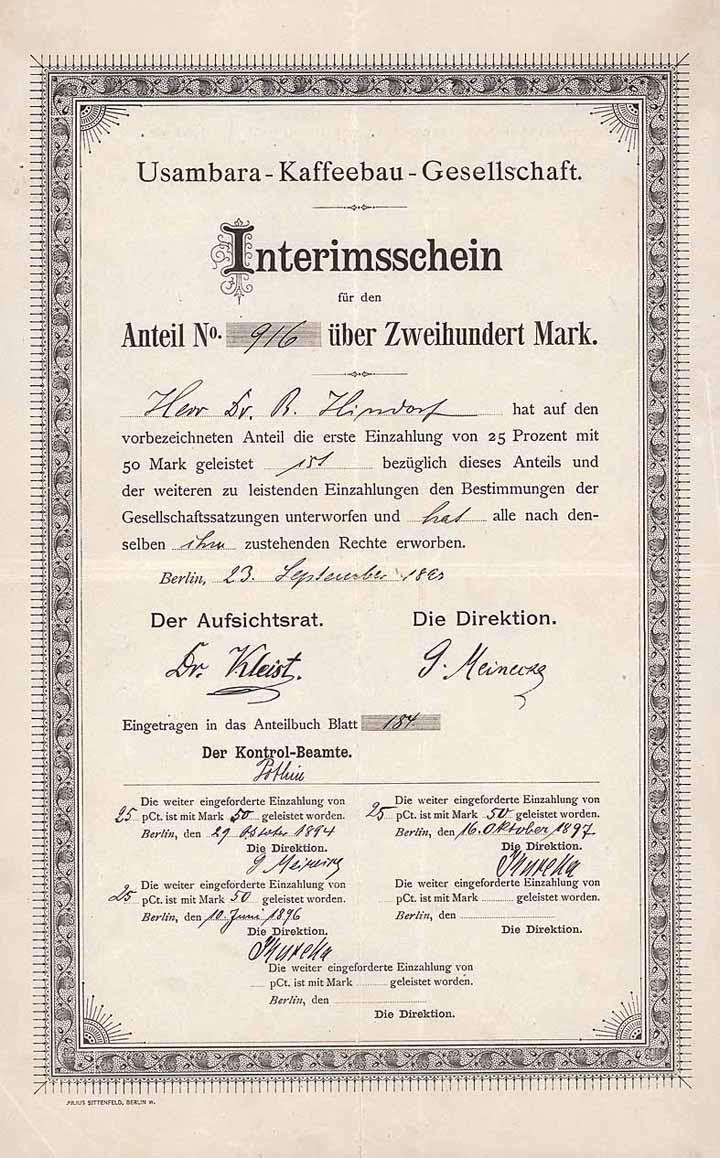 Usambara-Kaffeebau-Gesellschaft.
Interimsschein
für den
Anteil No. 916 über Zweihundert Mark.
Herr Dr. R. Hindorf hat auf den
vorbezeichneten Anteil die erste Einzahlung von 25 Prozent mit
50 Mark geleistet ist bezüglich dieses Anteils und
der weiteren zu leistenden Einzahlungen den Bestimmungen der
Gesellschaftssatzungen unterworfen und hat alle nach den-
selben ihm zustehenden Rechte erworben.
Berlin, 23. September 1893
Der Aufsichtsrat. Die Direktion.
Dr. Kleist. G. Meinecke
Eingetragen in das Anteilbuch Blatt 184.
Der Kontrol-Beamte.
Die weiter eingeforderte Einzahlung von
25 pCt. ist mit Mark 50 geleistet worden.
Berlin, den 29 Oktober 1894
Die Direktion.
G Meinecke
Die weiter eingeforderte Einzahlung von
25 pCt. ist mit Mark 50 geleistet worden.
Berlin, den 16. Oktober 1897
Die Direktion.
Die weiter eingeforderte Einzahlung von
25 pCt. ist mit Mark 50 geleistet worden.
Berlin, den 10. Juni 1896
Die Direktion.
Die weiter eingeforderte Einzahlung von
pCt. ist mit Mark geleistet worden.
Berlin, den
Die Direktion.
Die weiter eingeforderte Einzahlung von
pCt. ist mit Mark geleistet worden.
Berlin, den
Die Direktion.
JULIUS SITTENFELD, BERLIN W.